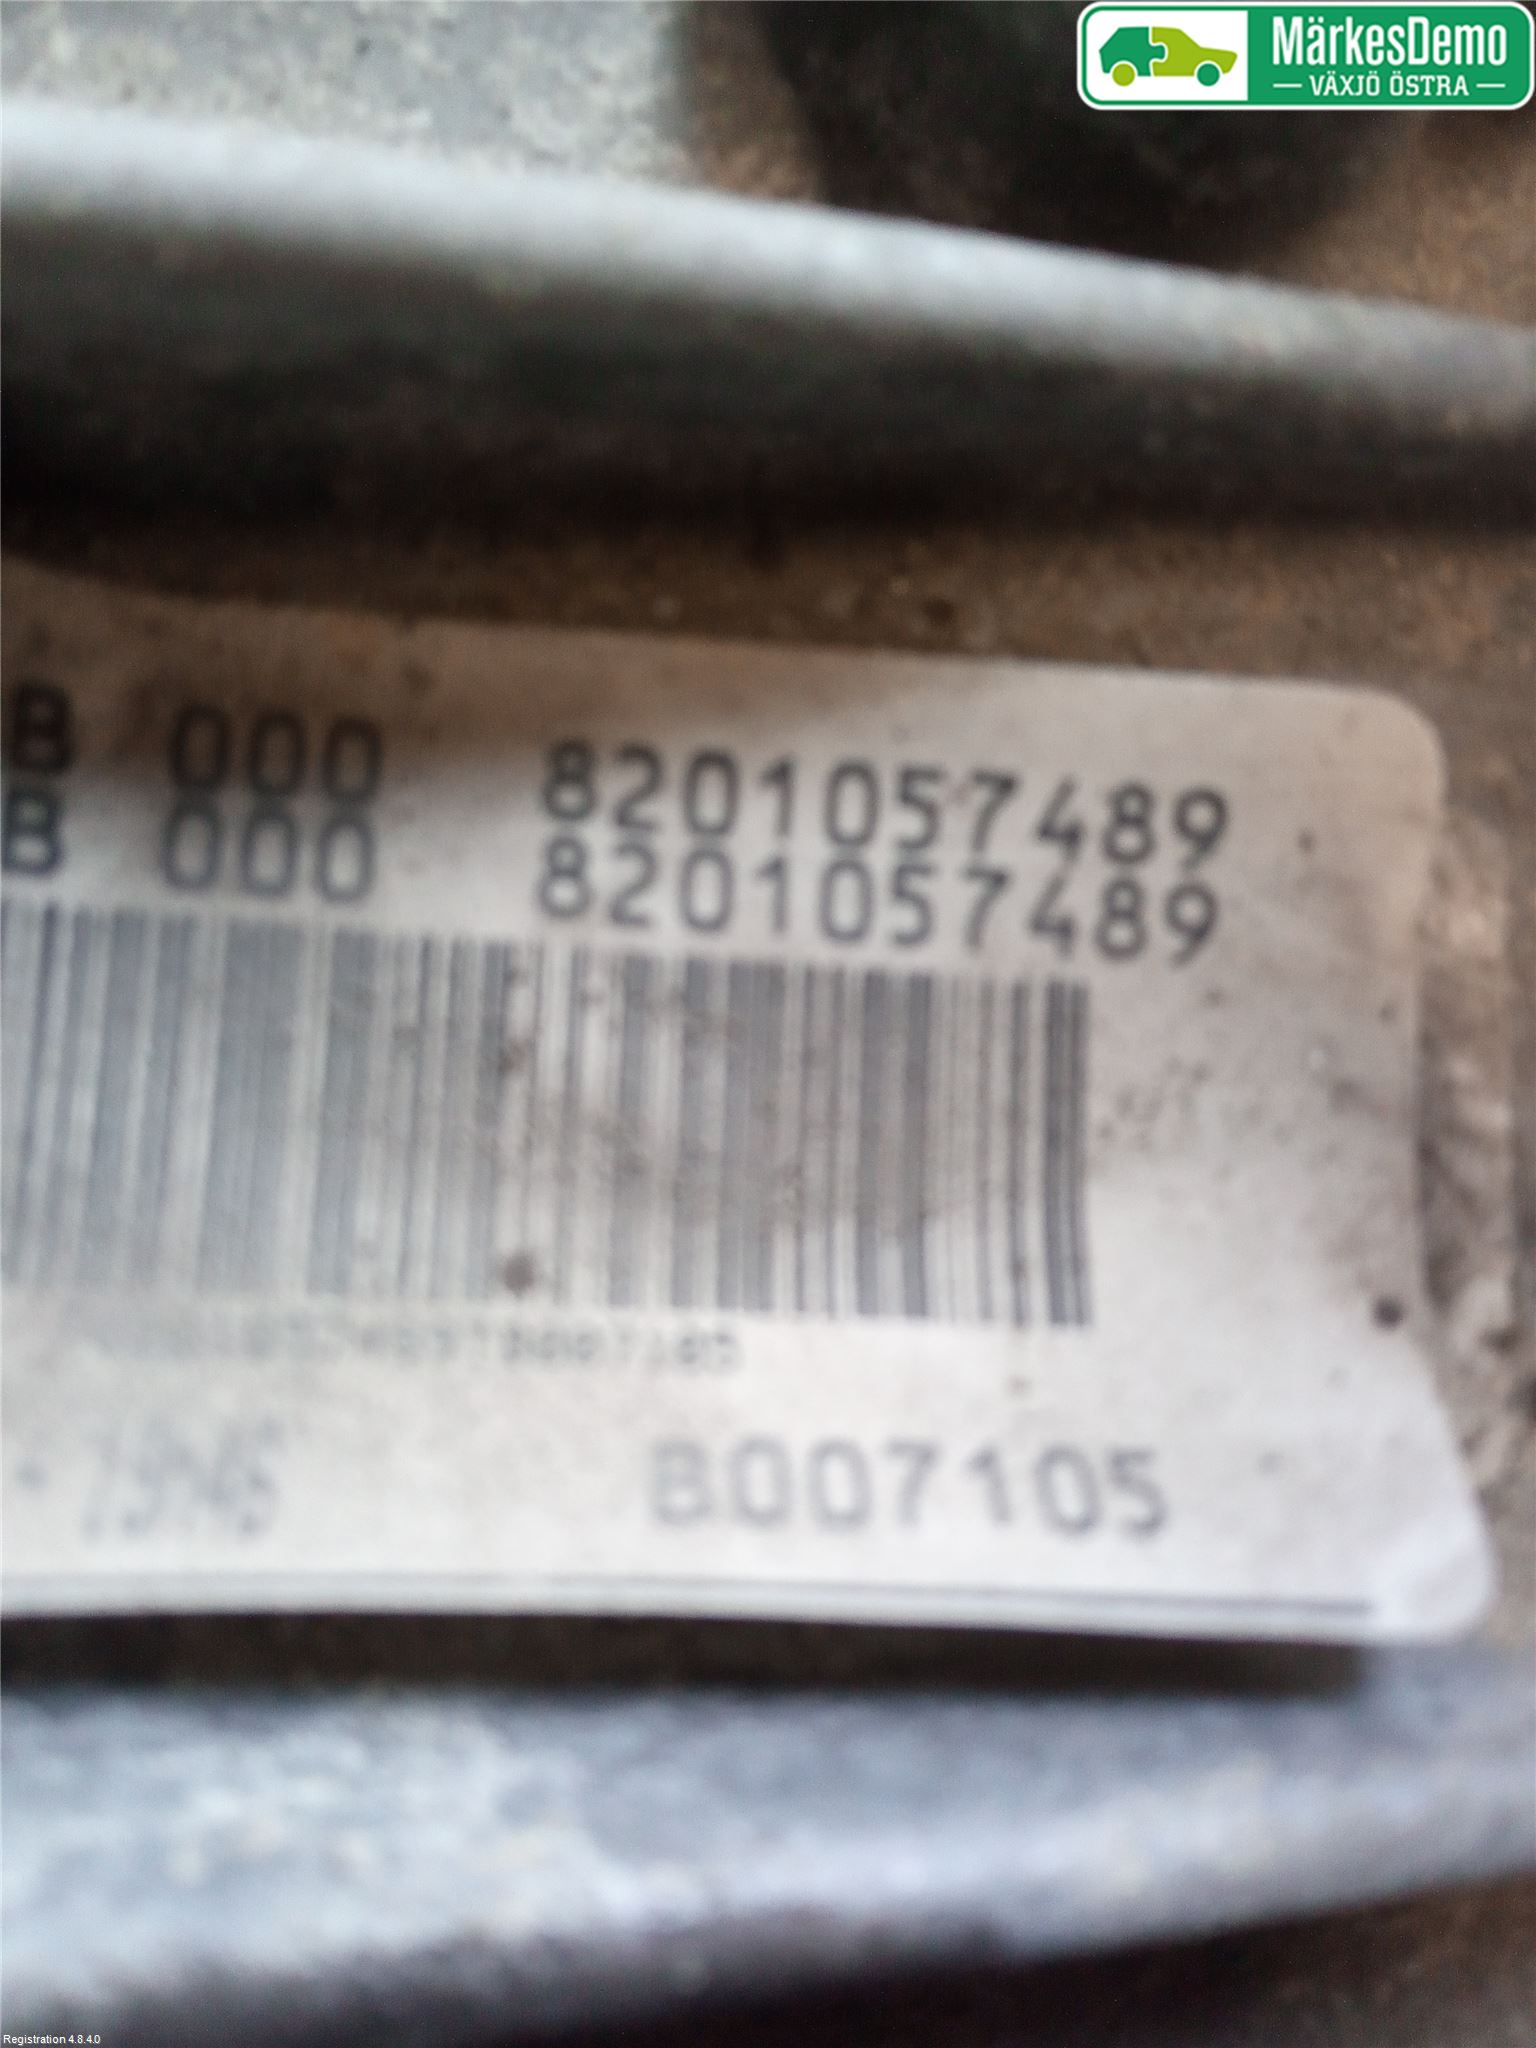 MärkesDemo
VÄXJÖ ÖSTRA
B 000 8201057489
B 000 8201057489
B007105
Registration 4.8.4.0